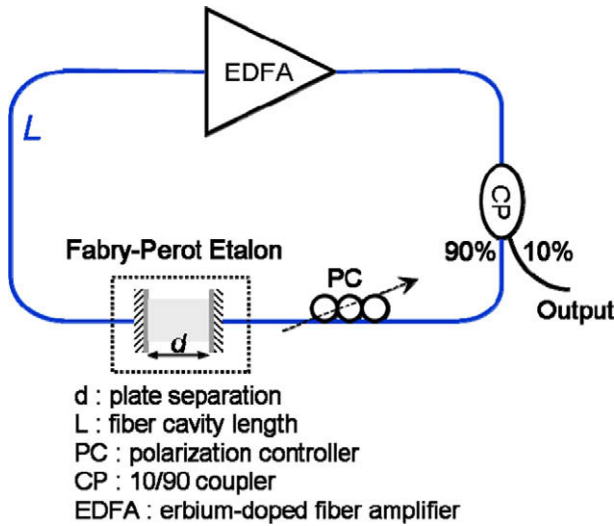 EDFA
L
CP
90% 10%
Output
Fabry-Perot Etalon
PC
d
d : plate separation
L : fiber cavity length
PC : polarization controller
CP : 10/90 coupler
EDFA : erbium-doped fiber amplifier